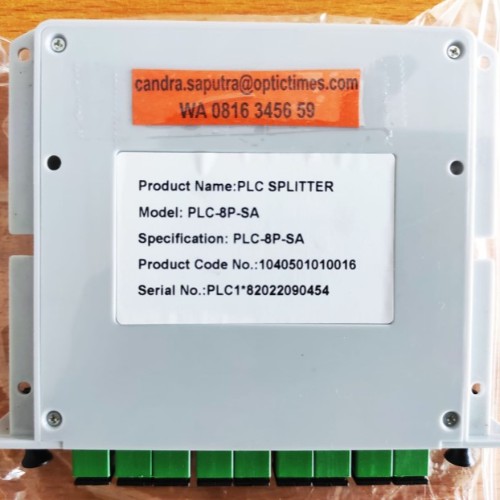 candra.saputra@optictimes.com
WA 0816 3456 59
Product Name:PLC SPLITTER
Model: PLC-8P-SA
Specification: PLC-8P-SA
Product Code No.:1040501010016
Serial No.:PLC1*82022090454